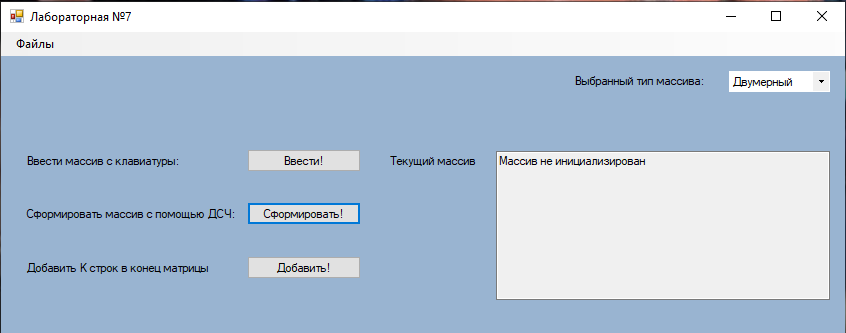 Лабораторная №7
Файлы
Выбранный тип массива: Двумерный
Ввести массив с клавиатуры: Ввести! Текущий массив Массив не инициализирован
Сформировать массив с помощью ДСЧ: Сформировать!
Добавить К строк в конец матрицы Добавить!